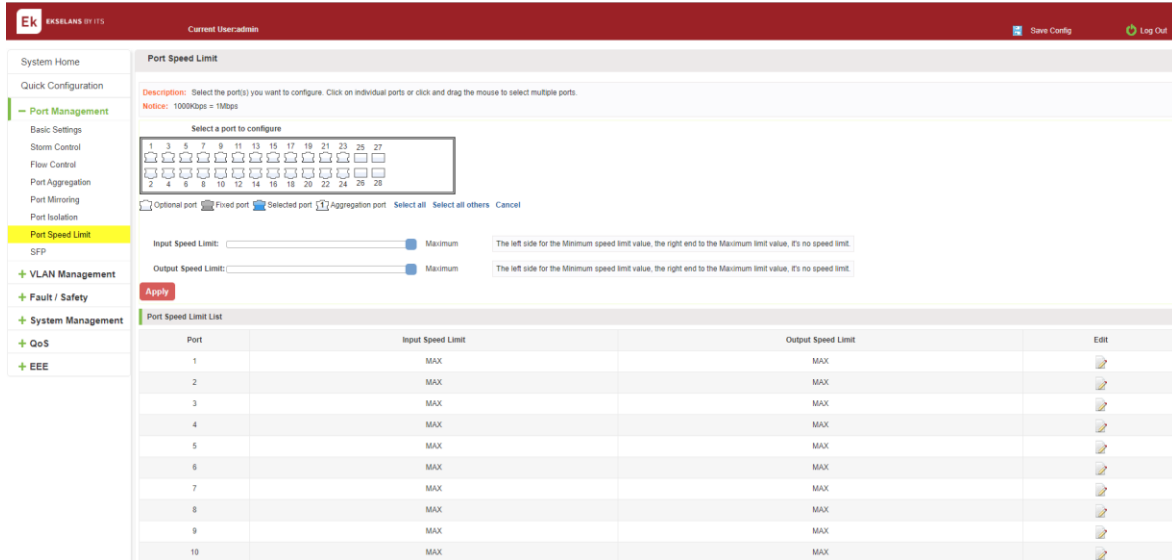 Ek EKSELANS BY ITS
Current User:admin
Save Config
Log Out
System Home
Quick Configuration
Port Management
Basic Settings
Storm Control
Flow Control
Port Aggregation
Port Mirroring
Port Isolation
Port Speed Limit
SFP
VLAN Management
Fault / Safety
System Management
QoS
EEE
Port Speed Limit
Description: Select the port(s) you want to configure. Click on individual ports or click and drag the mouse to select multiple ports.
Notice: 1000Kbps = 1Mbps
Select a port to configure
1 3 5 7 9 11 13 15 17 19 21 23 25 27
2 4 6 8 10 12 14 16 18 20 22 24 26 28
Optional port Fixed port Selected port 1 Aggregation port Select all Select all others Cancel
Input Speed Limit: Maximum The left side for the Minimum speed limit value, the right end to the Maximum limit value, it's no speed limit.
Output Speed Limit: Maximum The left side for the Minimum speed limit value, the right end to the Maximum limit value, it's no speed limit.
Apply
Port Speed Limit List
Port Input Speed Limit Output Speed Limit Edit
1 MAX MAX
2 MAX MAX
3 MAX MAX
4 MAX MAX
5 MAX MAX
6 MAX MAX
7 MAX MAX
8 MAX MAX
9 MAX MAX
10 MAX MAX